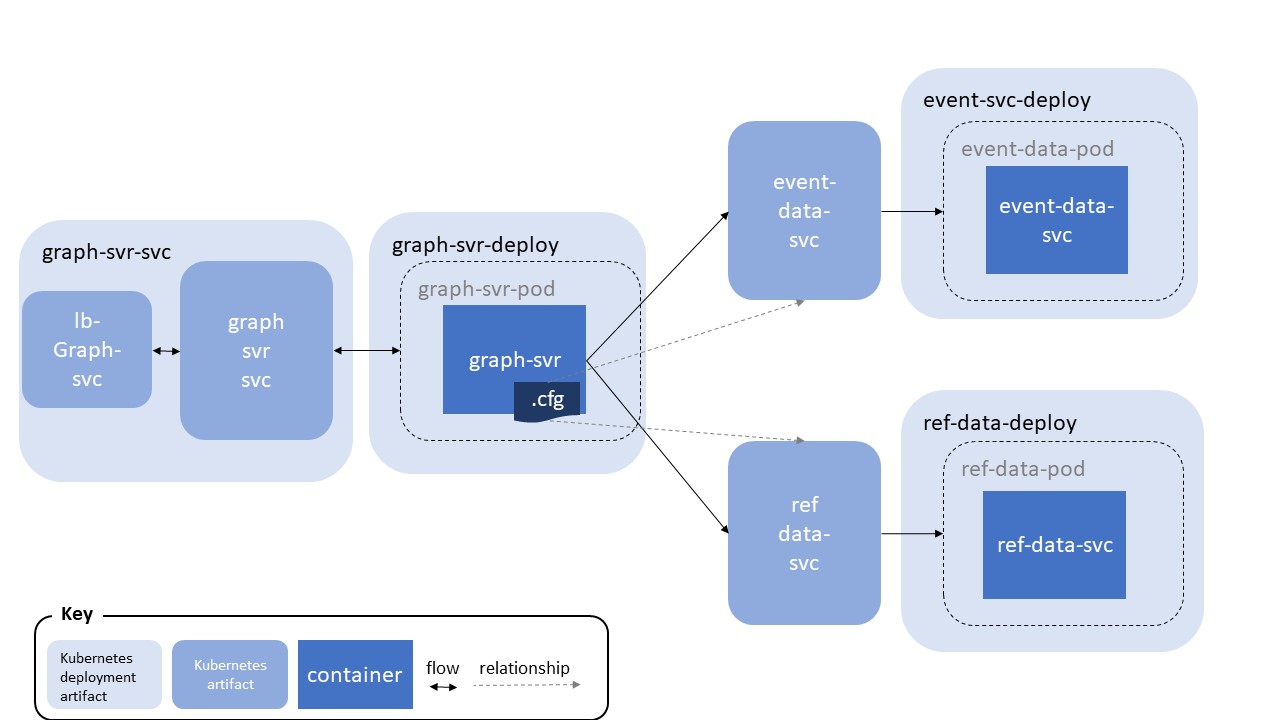 graph-svr-svc
lb-
Graph-
svc
graph
svr
svc
graph-svr-deploy
graph-svr-pod
graph-svr
.cfg
event-
data-
svc
event-svc-deploy
event-data-pod
event-data-
svc
ref
data-
svc
ref-data-deploy
ref-data-pod
ref-data-svc
Key
Kubernetes
deployment
artifact
Kubernetes
artifact
container
flow
relationship